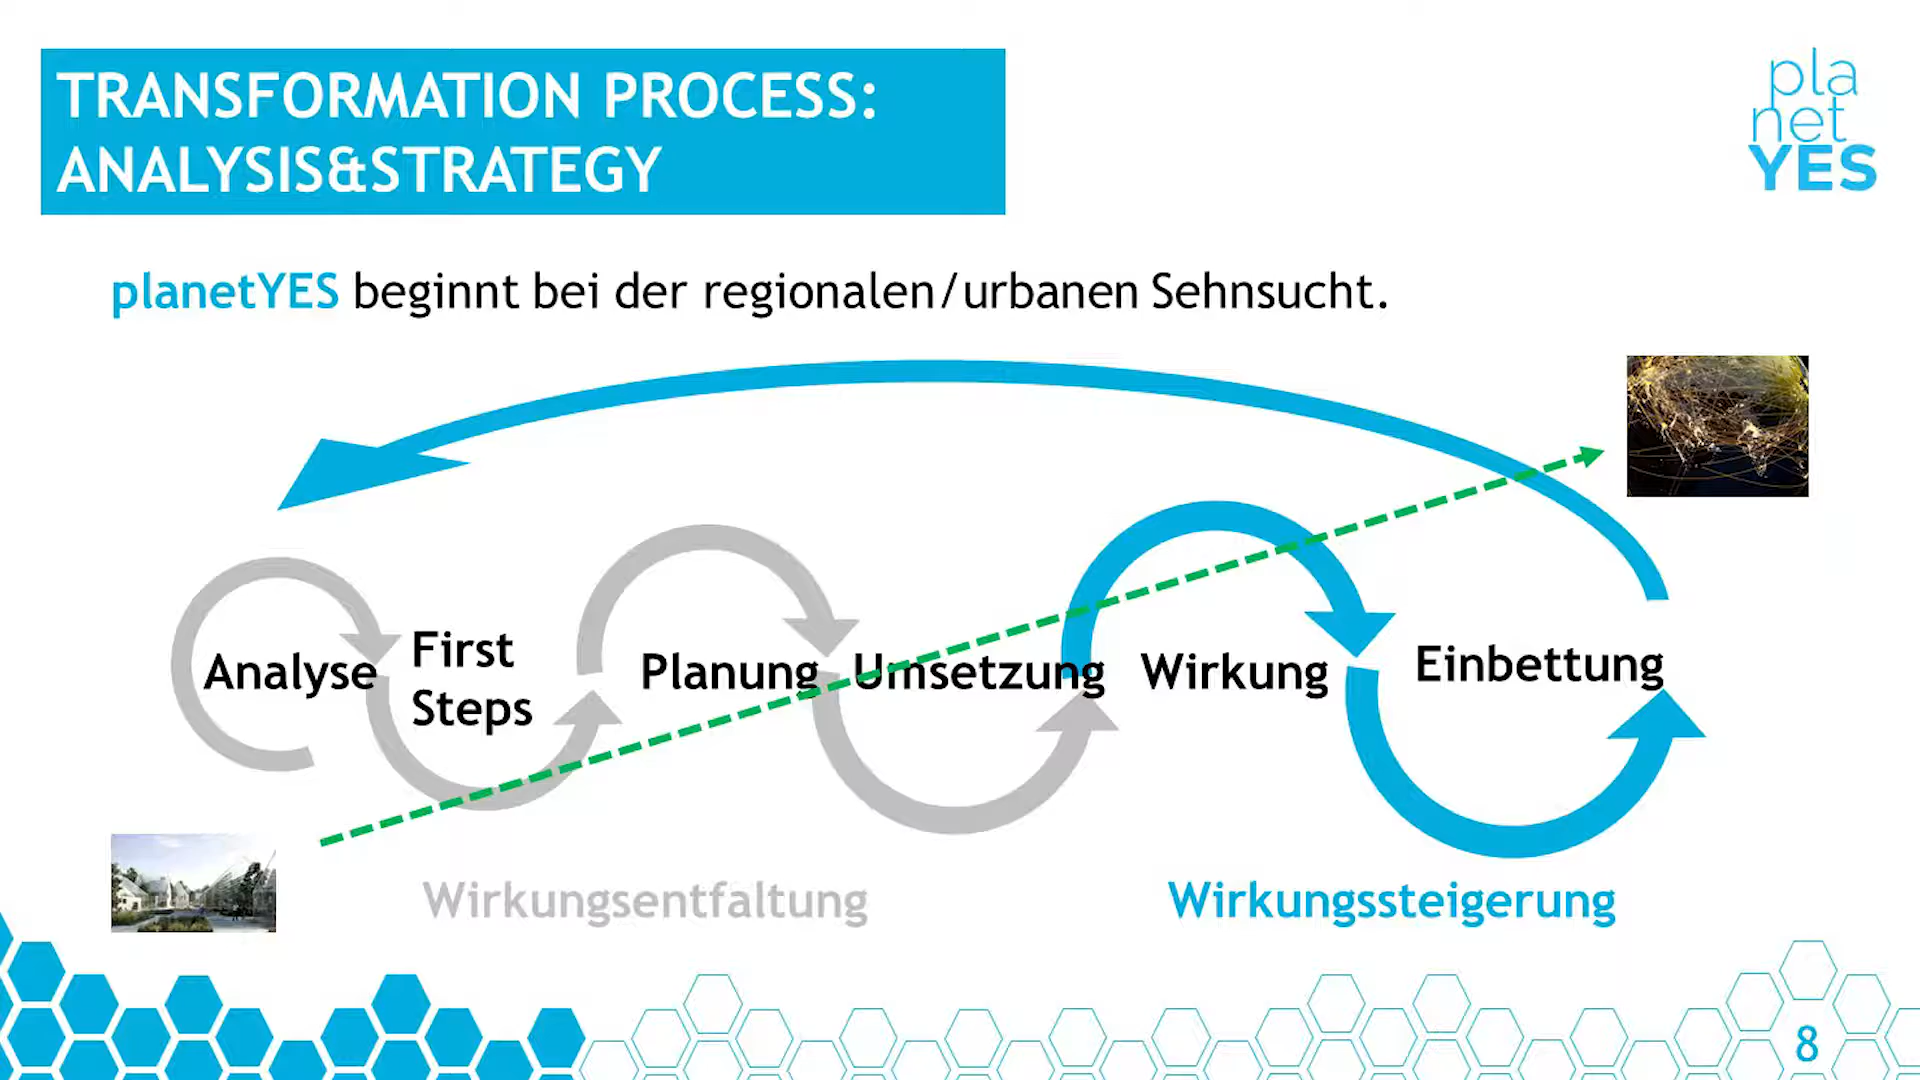 TRANSFORMATION PROCESS:
ANALYSIS&STRATEGY
pla
net
YES
planetYES beginnt bei der regionalen/urbanen Sehnsucht.
Analyse
First
Steps
Planung
Umsetzung
Wirkung
Einbettung
Wirkungsentfaltung
Wirkungssteigerung
8